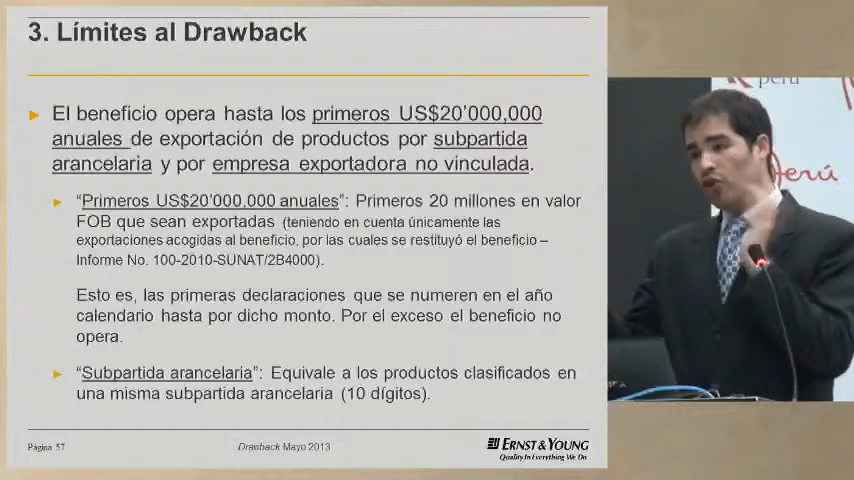 3. Límites al Drawback
► El beneficio opera hasta los primeros US$20'000,000
anuales de exportación de productos por subpartida
arancelaria y por empresa exportadora no vinculada.
► “Primeros US$20'000,000 anuales”: Primeros 20 millones en valor
FOB que sean exportadas (teniendo en cuenta únicamente las
exportaciones acogidas al beneficio, por las cuales se restituyó el beneficio –
Informe No. 100-2010-SUNAT/2B4000).
Esto es, las primeras declaraciones que se numeren en el año
calendario hasta por dicho monto. Por el exceso el beneficio no
opera.
► “Subpartida arancelaria”: Equivale a los productos clasificados en
una misma subpartida arancelaria (10 dígitos).
Página 57
Drawback Mayo 2013
ERNST & YOUNG
Quality In Everything We Do
perú
Perú